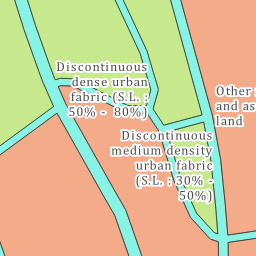 Discontinuous
dense urban
fabric (S.L. :
50% - 80%)
Other
and as
land
Discontinuous
medium density
urban fabric
(S.L. : 30% -
50%)